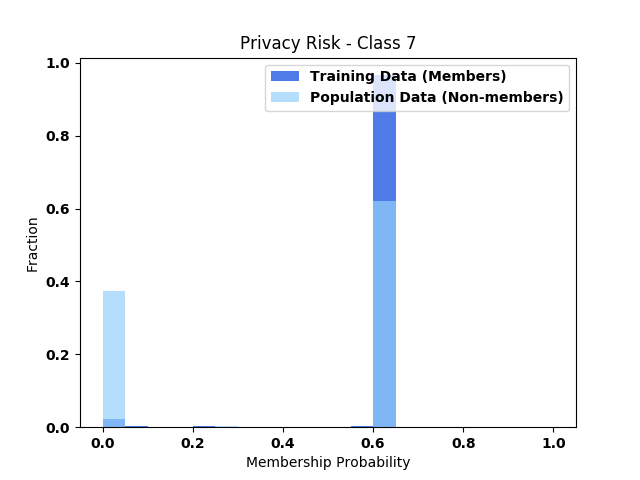 Privacy Risk - Class 7
1.0
Training Data (Members)
Population Data (Non-members)
0.8
0.6
Fraction
0.4
0.2
0.0
0.0 0.2 0.4 0.6 0.8 1.0
Membership Probability